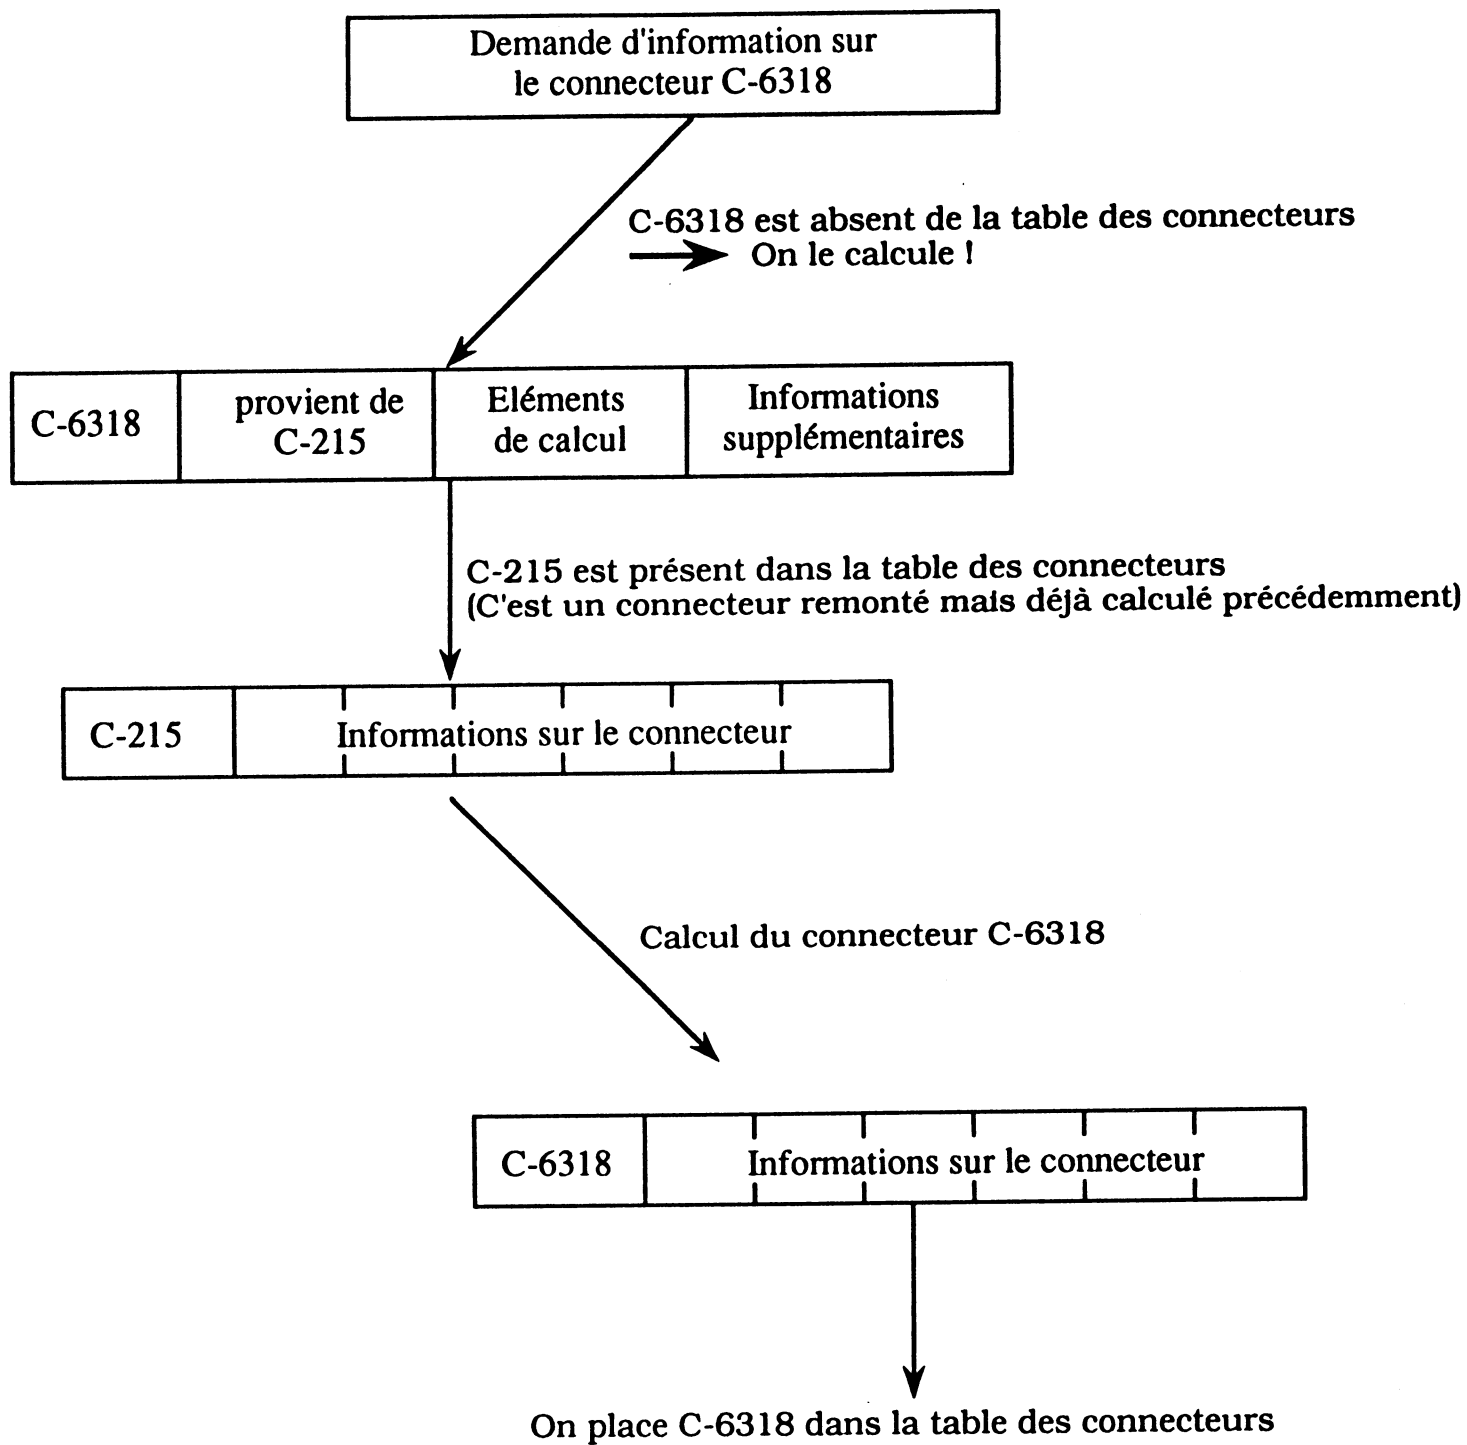 Demande d'information sur
le connecteur C-6318
C-6318 est absent de la table des connecteurs
On le calcule !
C-6318
provient de
C-215
Eléments
de calcul
Informations
supplémentaires
C-215 est présent dans la table des connecteurs
(C'est un connecteur remonté mais déjà calculé précédemment)
C-215
Informations sur le connecteur
Calcul du connecteur C-6318
C-6318
Informations sur le connecteur
On place C-6318 dans la table des connecteurs